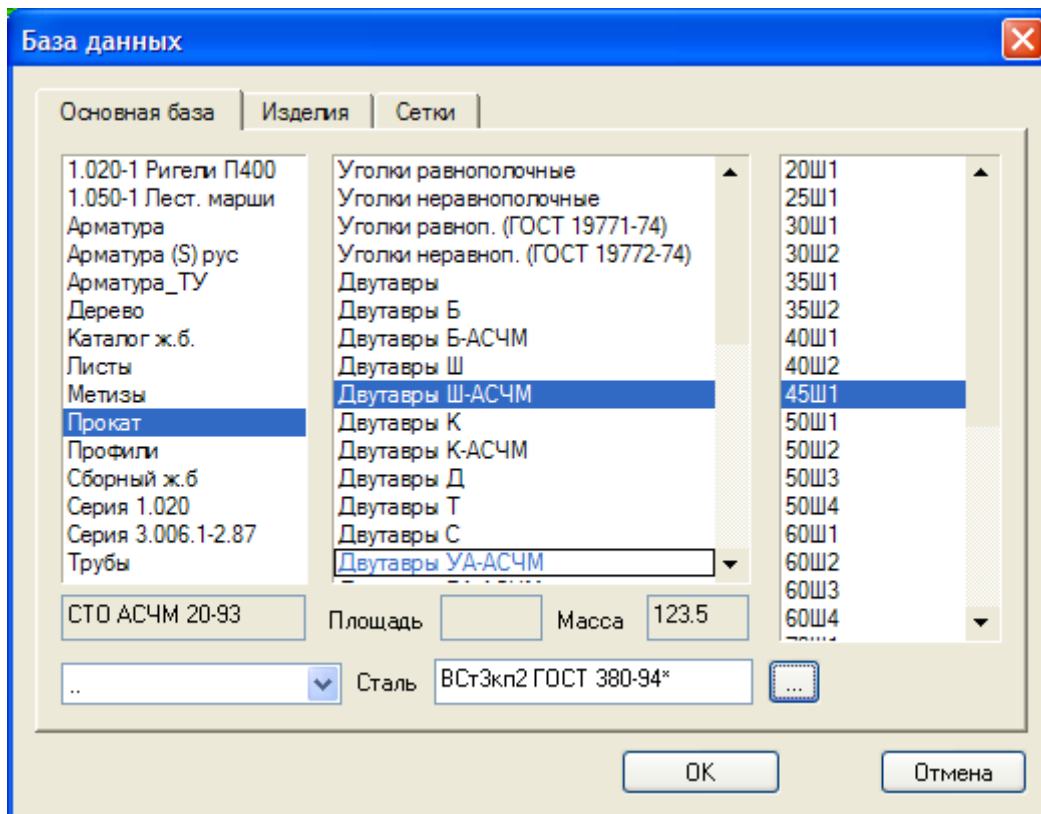 База данных
Основная база
Изделия
Сетки
1.020-1 Ригели П400
1.050-1 Лест. марши
Арматура
Арматура (S) рус
Арматура_ТУ
Дерево
Каталог ж.б.
Листы
Метизы
Прокат
Профили
Сборный ж.б
Серия 1.020
Серия 3.006.1-2.87
Трубы
Уголки равнополочные
Уголки неравнополочные
Уголки равноп. (ГОСТ 19771-74)
Уголки неравноп. (ГОСТ 19772-74)
Двутавры
Двутавры Б
Двутавры Б-АСЧМ
Двутавры Ш
Двутавры Ш-АСЧМ
Двутавры К
Двутавры К-АСЧМ
Двутавры Д
Двутавры Т
Двутавры С
Двутавры УА-АСЧМ
20Ш1
25Ш1
30Ш1
30Ш2
35Ш1
35Ш2
40Ш1
40Ш2
45Ш1
50Ш1
50Ш2
50Ш3
50Ш4
60Ш1
60Ш2
60Ш3
60Ш4
СТО АСЧМ 20-93
Площадь
Масса
123.5
..
Сталь
ВСт3кп2 ГОСТ 380-94*
...
ОК
Отмена